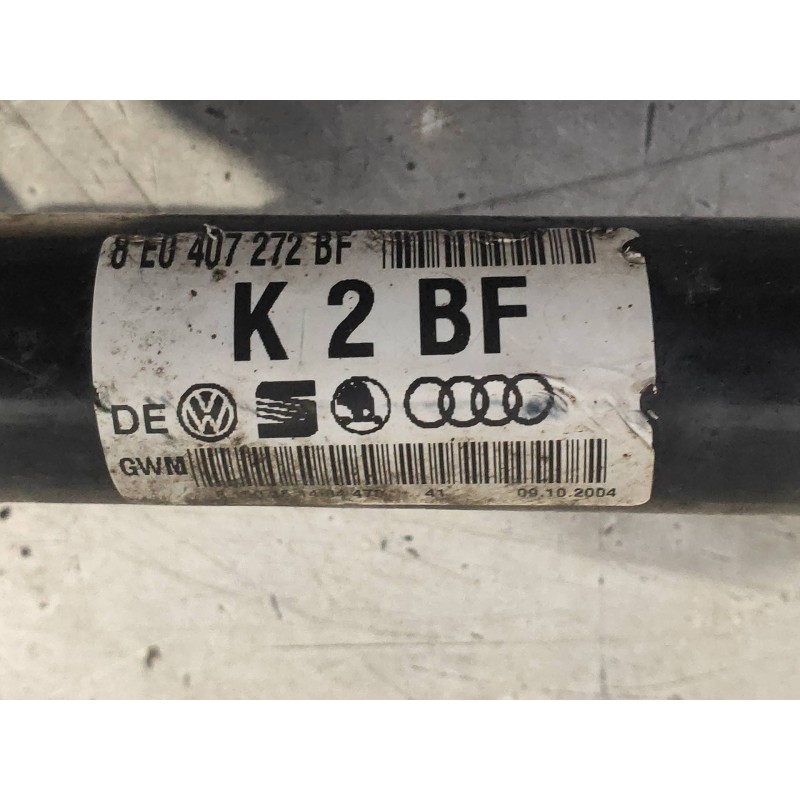 8 E0 407 272 BF
K 2 BF
DE
GWM
41 09.10.2004